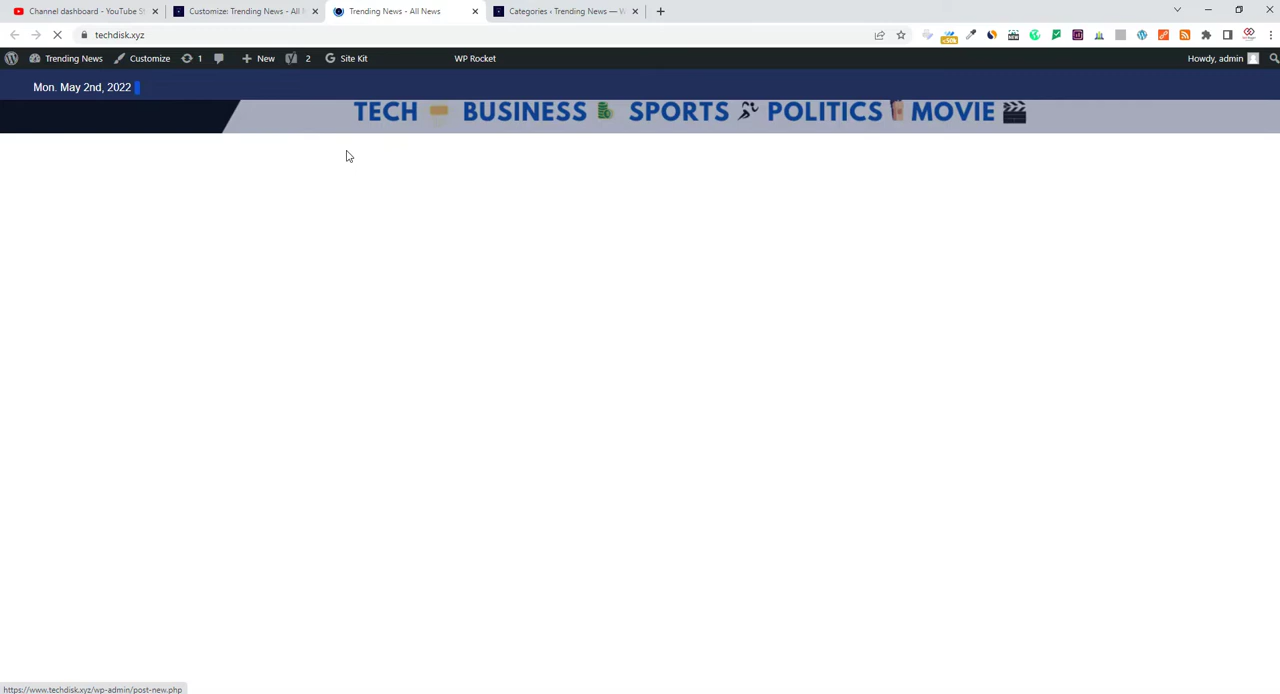 Channel dashboard - YouTube St
Customize: Trending News - All N
Trending News - All News
Categories ‹ Trending News — W
techdisk.xyz
Trending News
Customize
1
New
2
Site Kit
WP Rocket
Howdy, admin
Mon. May 2nd, 2022
TECH BUSINESS SPORTS POLITICS MOVIE
https://www.techdisk.xyz/wp-admin/post-new.php